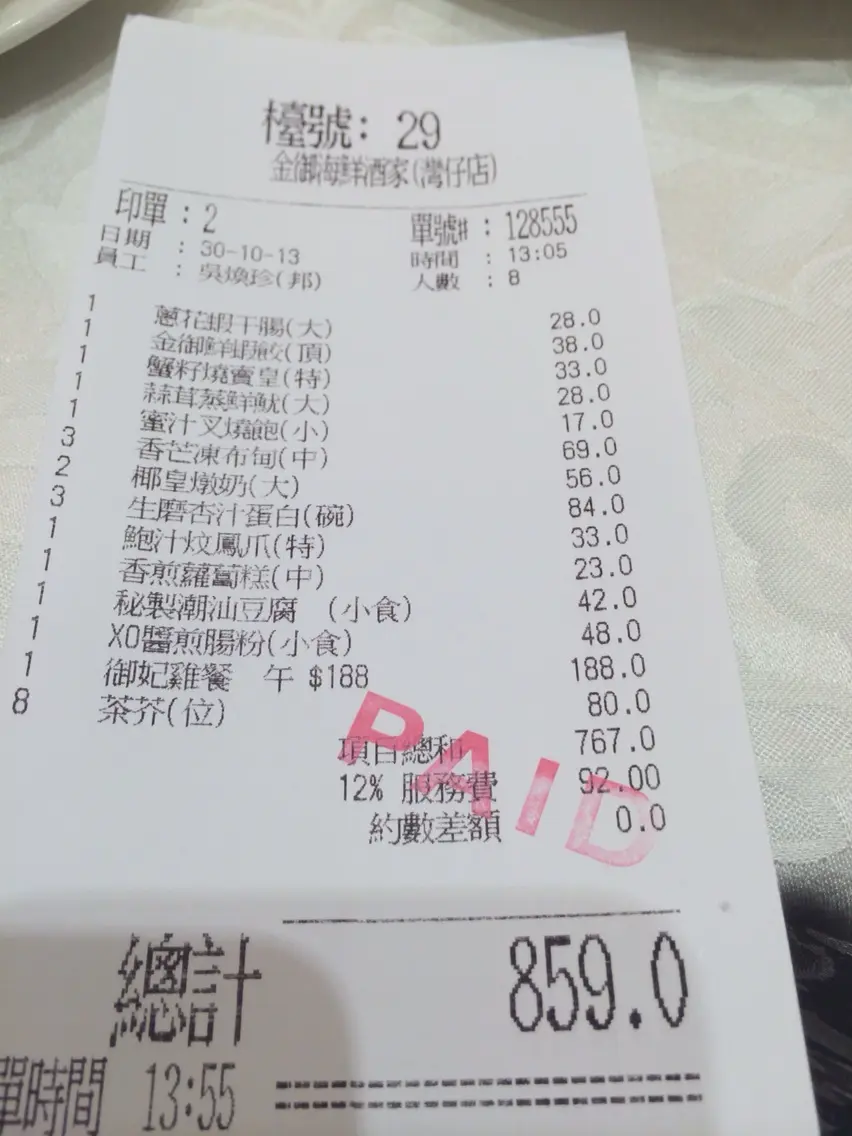 檯號: 29
金御海鮮酒家(灣仔店)
印單 : 2 單號# : 128555
日期 : 30-10-13 時間 : 13:05
員工 : 吳煥珍(邦) 人數 : 8
1 蔥花蝦干腸(大) 28.0
1 金御鮮蝦餃(頂) 38.0
1 蟹籽燒賣皇(特) 33.0
1 蒜茸蒸鮮魷(大) 28.0
1 蜜汁叉燒飽(小) 17.0
3 香芒凍布甸(中) 69.0
2 椰皇燉奶(大) 56.0
3 生磨杏汁蛋白(碗) 84.0
1 鮑汁炆鳳爪(特) 33.0
1 香煎蘿蔔糕(中) 23.0
1 秘製潮汕豆腐 (小食) 42.0
1 XO醬煎腸粉(小食) 48.0
1 御妃雞餐 午 $188 188.0
8 茶芥(位) 80.0
項目總和 767.0
12% 服務費 92.00
約數差額 0.0
PAID
總計 859.0
單時間 13:55